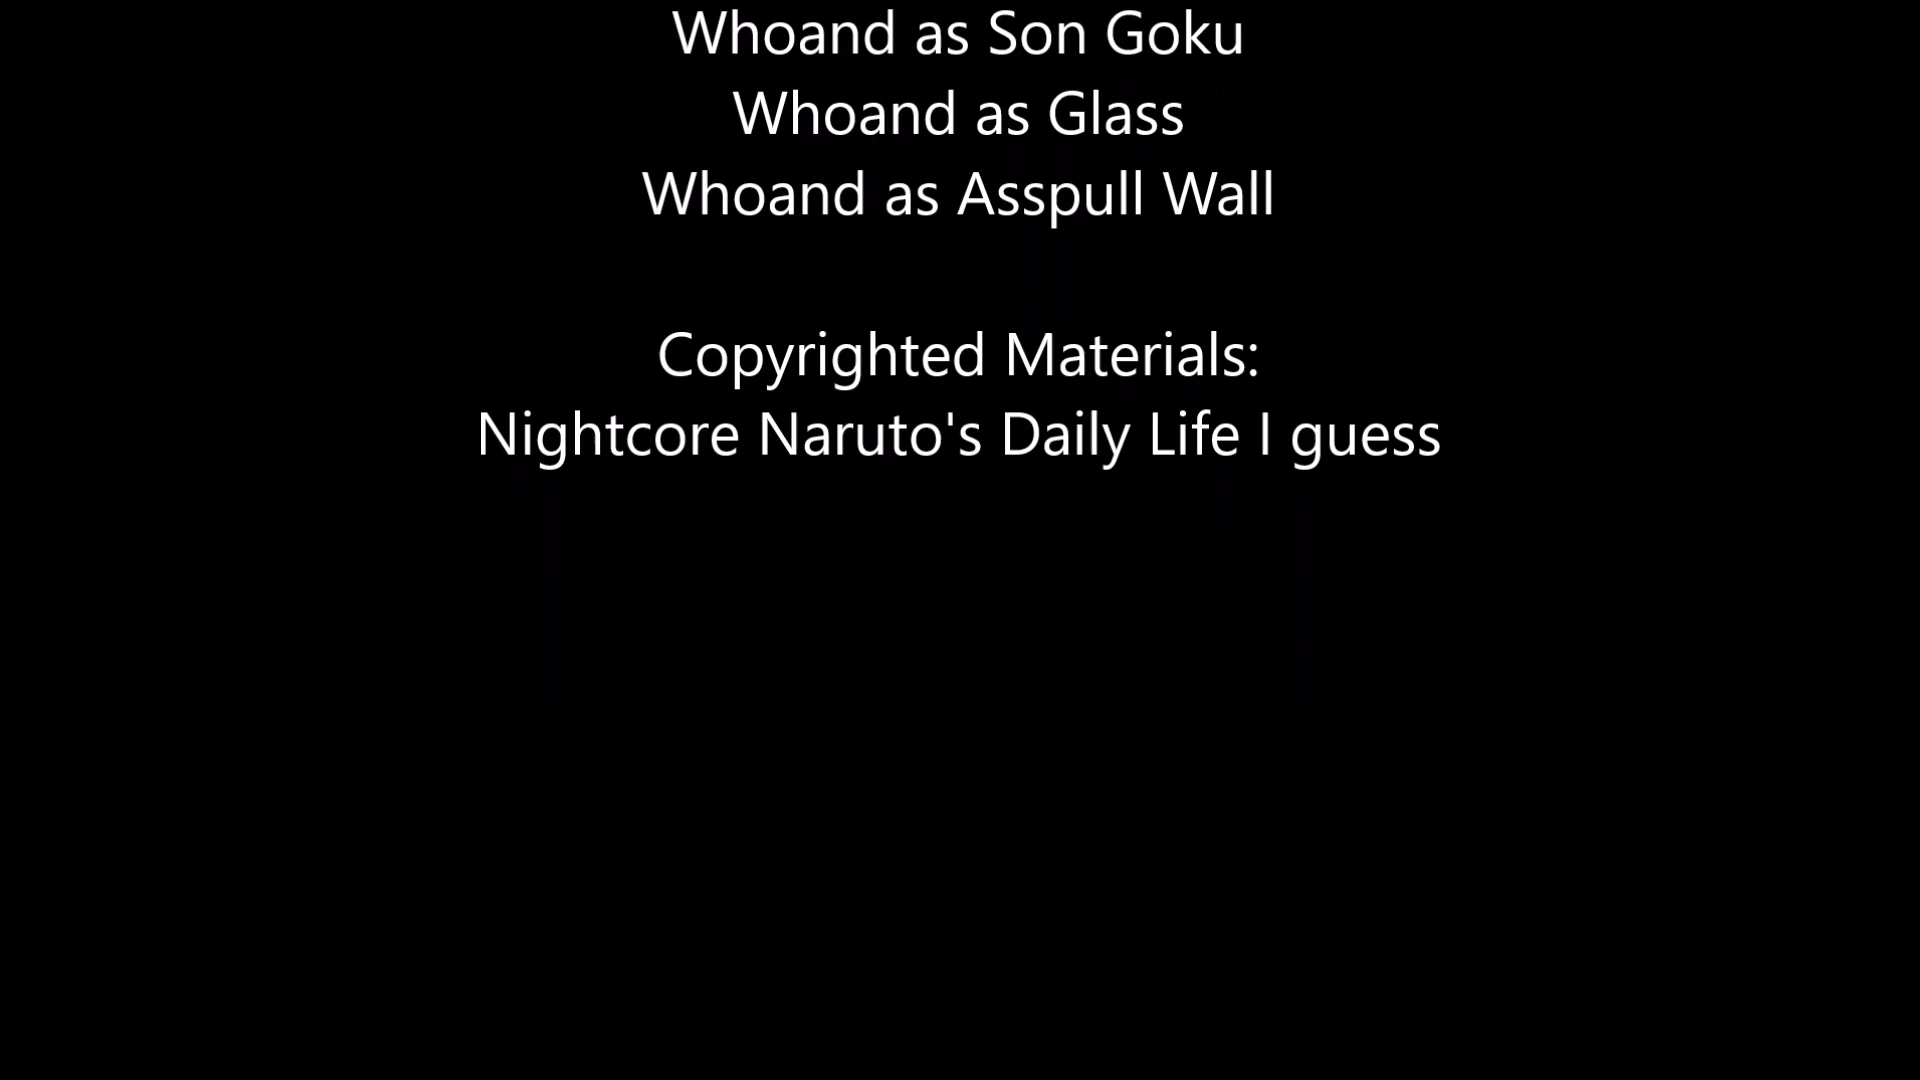 Whoand as Son Goku
Whoand as Glass
Whoand as Asspull Wall
Copyrighted Materials:
Nightcore Naruto's Daily Life I guess